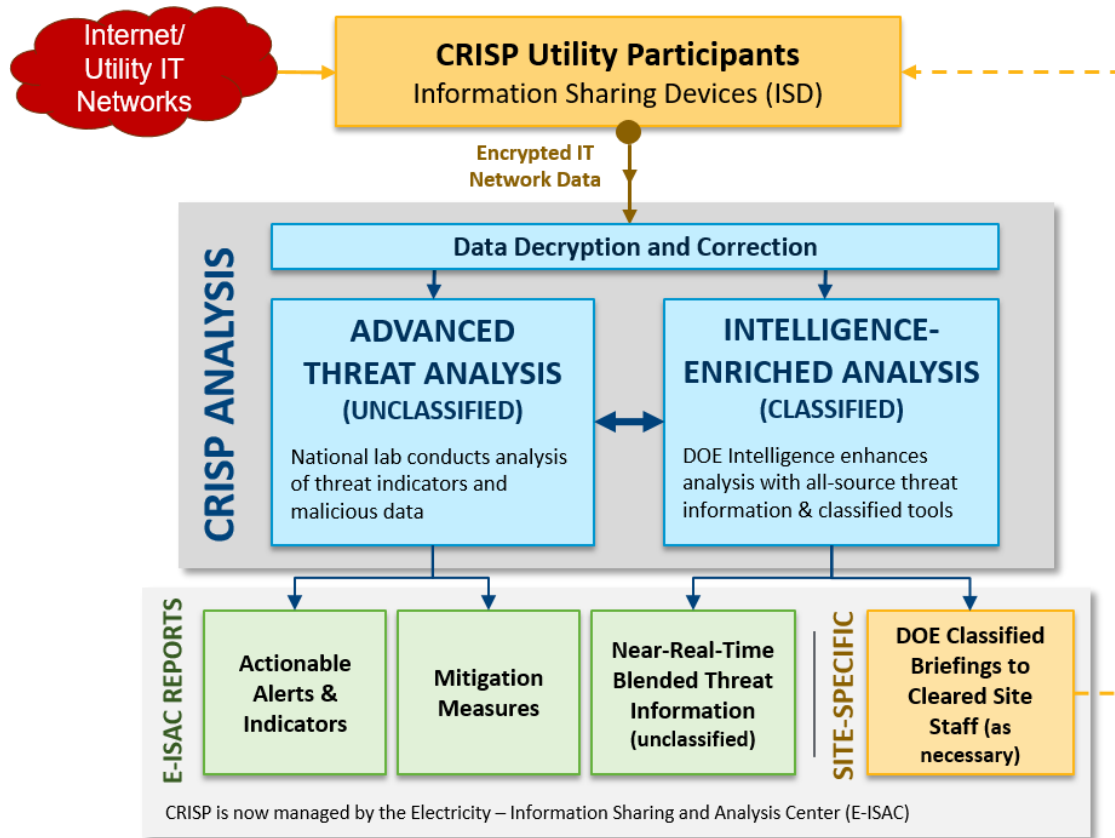 Internet/
Utility IT
Networks
CRISP Utility Participants
Information Sharing Devices (ISD)
Encrypted IT
Network Data
CRISP ANALYSIS
Data Decryption and Correction
ADVANCED
THREAT ANALYSIS
(UNCLASSIFIED)
National lab conducts analysis
of threat indicators and
malicious data
INTELLIGENCE-
ENRICHED ANALYSIS
(CLASSIFIED)
DOE Intelligence enhances
analysis with all-source threat
information & classified tools
E-ISAC REPORTS
Actionable
Alerts &
Indicators
Mitigation
Measures
Near-Real-Time
Blended Threat
Information
(unclassified)
SITE-SPECIFIC
DOE Classified
Briefings to
Cleared Site
Staff (as
necessary)
CRISP is now managed by the Electricity – Information Sharing and Analysis Center (E-ISAC)